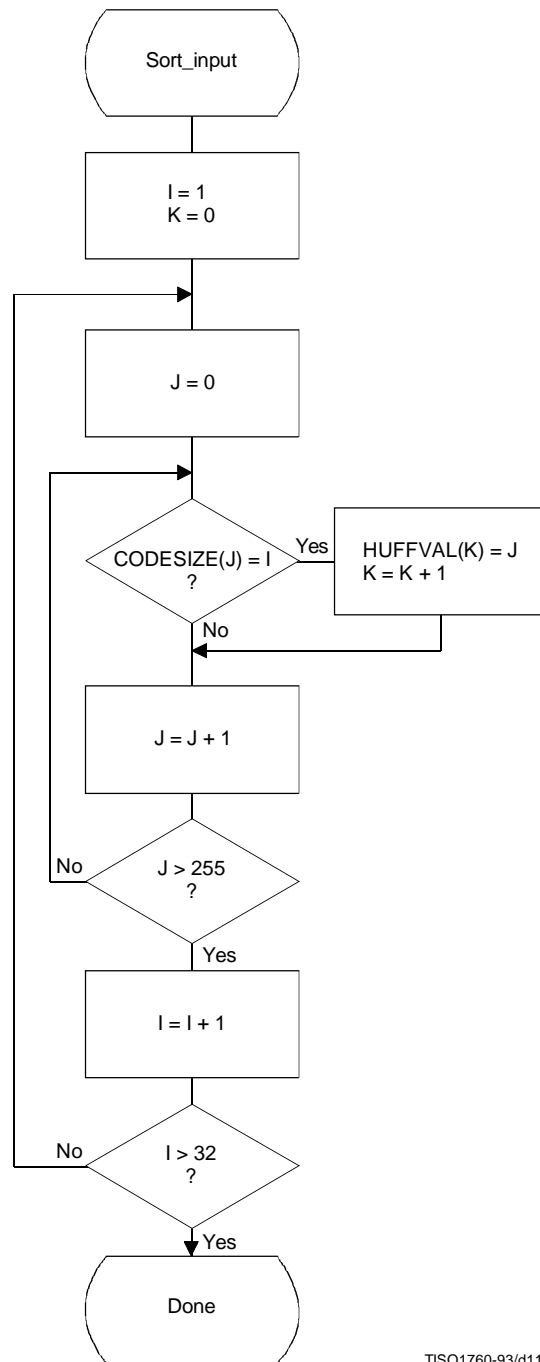 Sort_input
I = 1
K = 0
J = 0
CODESIZE(J) = I
?
Yes
HUFFVAL(K) = J
K = K + 1
No
J = J + 1
No
J > 255
?
Yes
I = I + 1
No
I > 32
?
Yes
Done
TISO1760-93/d11